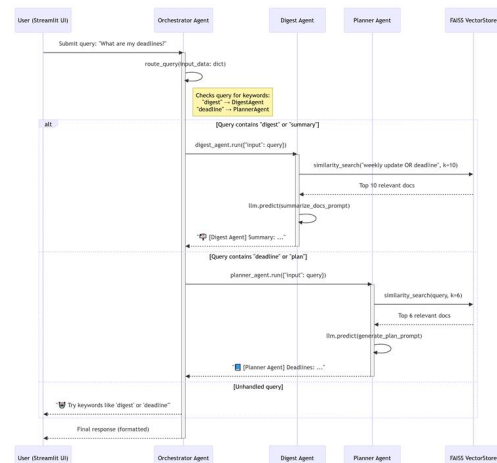 User (Streamlit UI)
Orchestrator Agent
Digest Agent
Planner Agent
FAISS VectorStore
Submit query: "What are my deadlines?"
route_query(input_data: dict)
Checks query for keywords:
"digest" → DigestAgent
"deadline" → PlannerAgent
alt
[Query contains "digest" or "summary"]
digest_agent.run({"input": query})
similarity_search("weekly update OR deadline", k=10)
Top 10 relevant docs
llm.predict(summarize_docs_prompt)
"📬 [Digest Agent] Summary: ..."
[Query contains "deadline" or "plan"]
planner_agent.run({"input": query})
similarity_search(query, k=6)
Top 6 relevant docs
llm.predict(generate_plan_prompt)
"📘 [Planner Agent] Deadlines: ..."
[Unhandled query]
Try keywords like 'digest' or 'deadline'"
Final response (formatted)
User (Streamlit UI)
Orchestrator Agent
Digest Agent
Planner Agent
FAISS VectorStore